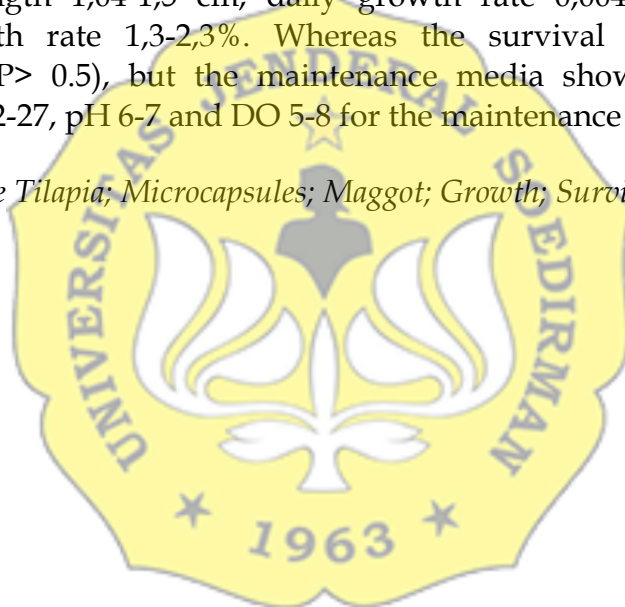 ngth 1,04-1,5 cm, daily growth rate 0,004
th rate 1,3-2,3%. Whereas the survival
P> 0.5), but the maintenance media show
2-27, pH 6-7 and DO 5-8 for the maintenance
e Tilapia; Microcapsules; Maggot; Growth; Survi
UNIVERSITAS JENDERAL SOEDIRMAN
1963